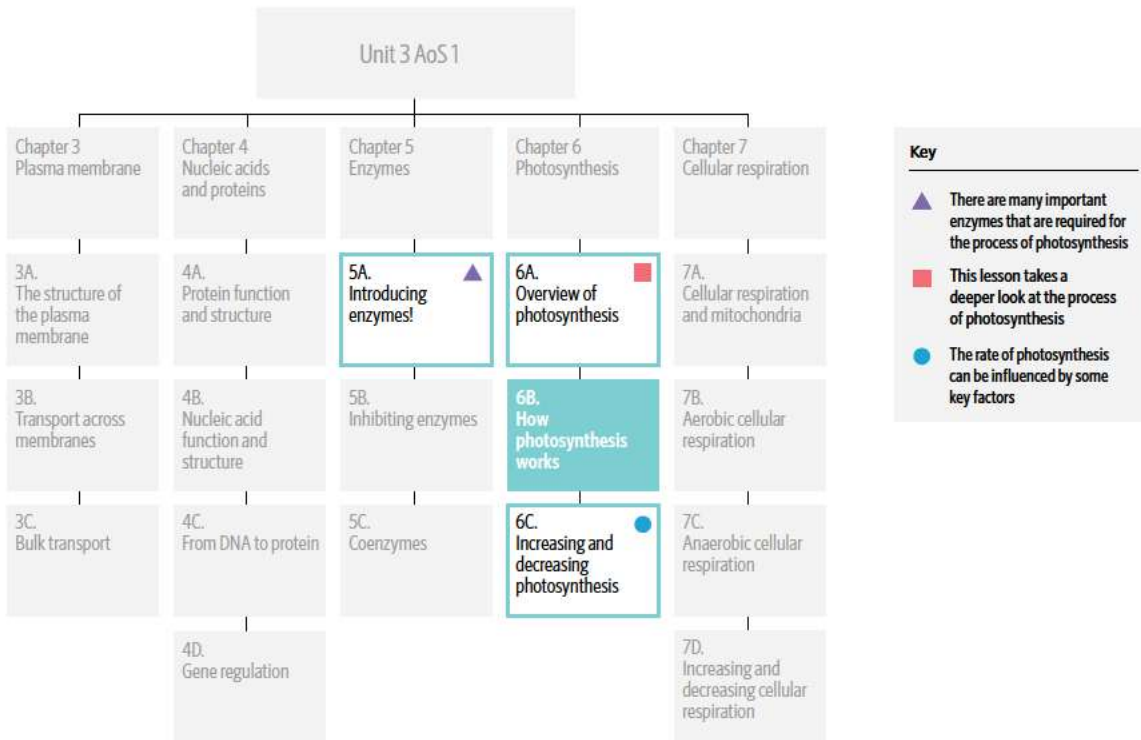 Unit 3 AoS 1
Chapter 3
Plasma membrane
Chapter 4
Nucleic acids
and proteins
Chapter 5
Enzymes
Chapter 6
Photosynthesis
Chapter 7
Cellular respiration
3A.
The structure of
the plasma
membrane
4A.
Protein function
and structure
5A.
Introducing
enzymes!
6A.
Overview of
photosynthesis
7A.
Cellular respiration
and mitochondria
3B.
Transport across
membranes
4B.
Nucleic acid
function and
structure
5B.
Inhibiting enzymes
6B.
How
photosynthesis
works
7B.
Aerobic cellular
respiration
3C.
Bulk transport
4C.
From DNA to protein
5C.
Coenzymes
6C.
Increasing and
decreasing
photosynthesis
7C.
Anaerobic cellular
respiration
4D.
Gene regulation
7D.
Increasing and
decreasing cellular
respiration
Key
There are many important
enzymes that are required for
the process of photosynthesis
This lesson takes a
deeper look at the process
of photosynthesis
The rate of photosynthesis
can be influenced by some
key factors